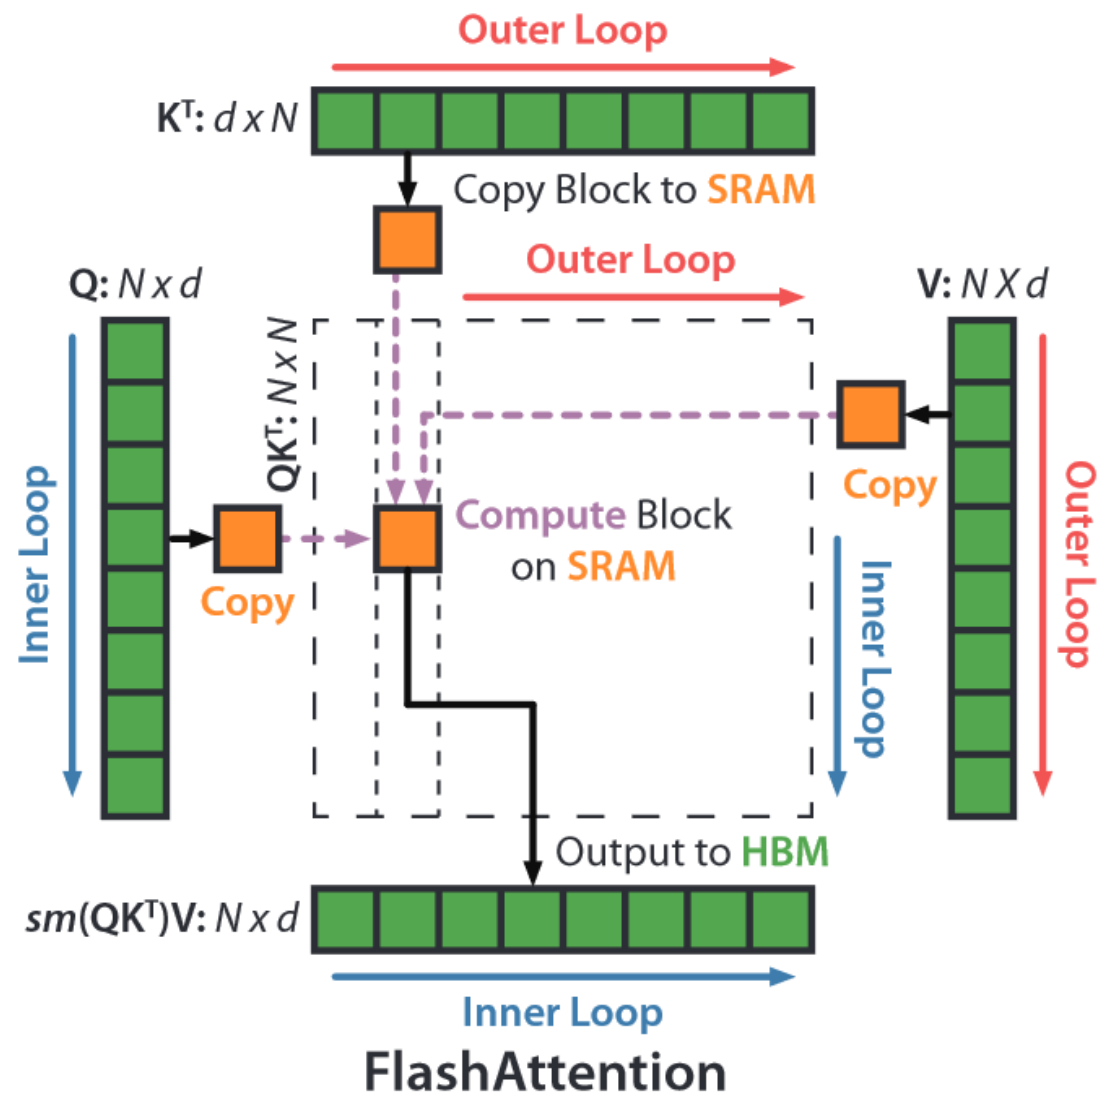 Outer Loop
Kᵀ: d x N
Copy Block to SRAM
Outer Loop
Q: N x d
V: N X d
QKᵀ: N x N
Copy
Compute Block
on SRAM
Copy
Inner Loop
Inner Loop
Outer Loop
Output to HBM
sm(QKᵀ)V: N x d
Inner Loop
FlashAttention